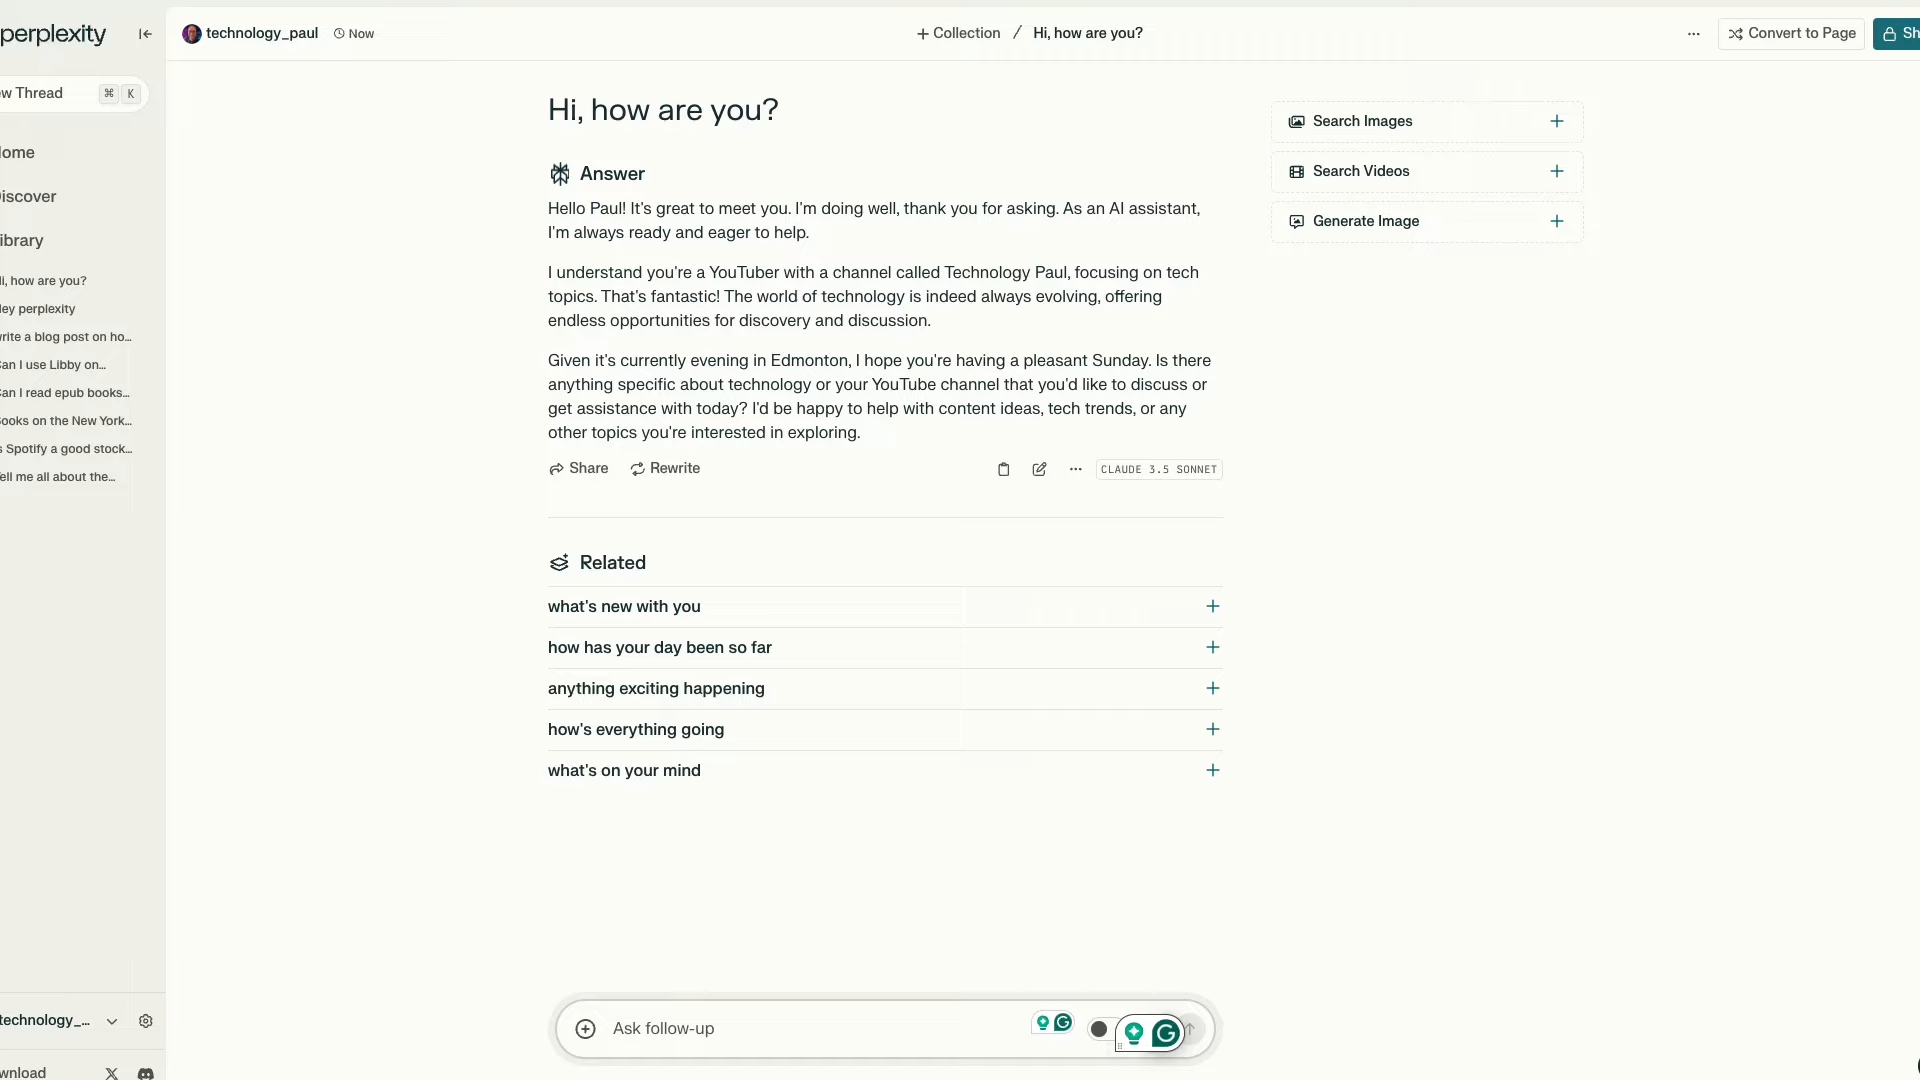 perplexity
technology_paul
Now
+ Collection / Hi, how are you?
Convert to Page
Sh
ew Thread
⌘ K
ome
iscover
ibrary
i, how are you?
ey perplexity
rite a blog post on ho...
an I use Libby on...
an I read epub books...
ooks on the New York...
s Spotify a good stock...
ell me all about the...
technology_...
wnload
Hi, how are you?
Answer
Hello Paul! It's great to meet you. I'm doing well, thank you for asking. As an AI assistant,
I'm always ready and eager to help.
I understand you're a YouTuber with a channel called Technology Paul, focusing on tech
topics. That's fantastic! The world of technology is indeed always evolving, offering
endless opportunities for discovery and discussion.
Given it's currently evening in Edmonton, I hope you're having a pleasant Sunday. Is there
anything specific about technology or your YouTube channel that you'd like to discuss or
get assistance with today? I'd be happy to help with content ideas, tech trends, or any
other topics you're interested in exploring.
Share
Rewrite
CLAUDE 3.5 SONNET
Related
what's new with you
how has your day been so far
anything exciting happening
how's everything going
what's on your mind
Ask follow-up
Search Images
Search Videos
Generate Image